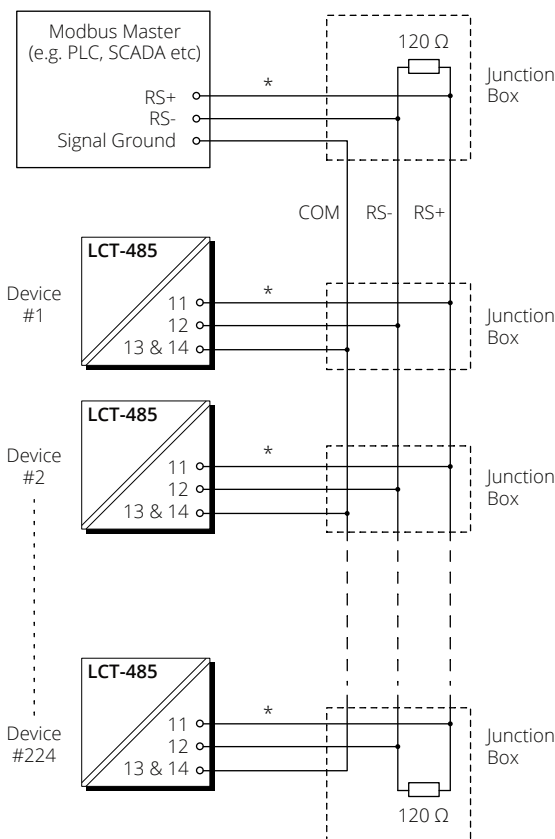 Modbus Master
(e.g. PLC, SCADA etc)
RS+
RS-
Signal Ground
*
120 Ω
Junction
Box
COM
RS-
RS+
Device
#1
LCT-485
11
12
13 & 14
*
Junction
Box
Device
#2
LCT-485
11
12
13 & 14
*
Junction
Box
Device
#224
LCT-485
11
12
13 & 14
*
Junction
Box
120 Ω